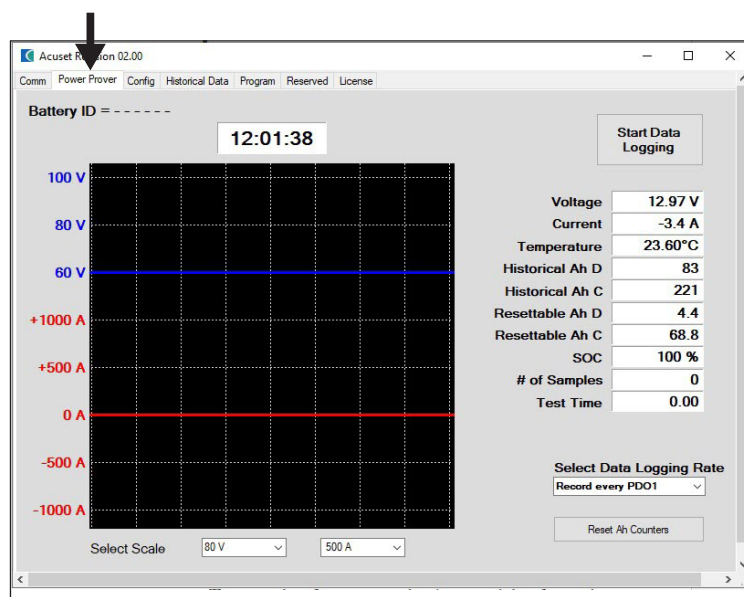 Acuset R sion 02.00
Comm Power Prover Config Historical Data Program Reserved License
Battery ID = - - - - - -
12:01:38
Start Data
Logging
100 V
80 V
60 V
+1000 A
+500 A
0 A
-500 A
-1000 A
Voltage 12.97 V
Current -3.4 A
Temperature 23.60°C
Historical Ah D 83
Historical Ah C 221
Resettable Ah D 4.4
Resettable Ah C 68.8
SOC 100 %
# of Samples 0
Test Time 0.00
Select Data Logging Rate
Record every PDO1
Reset Ah Counters
Select Scale 80 V 500 A